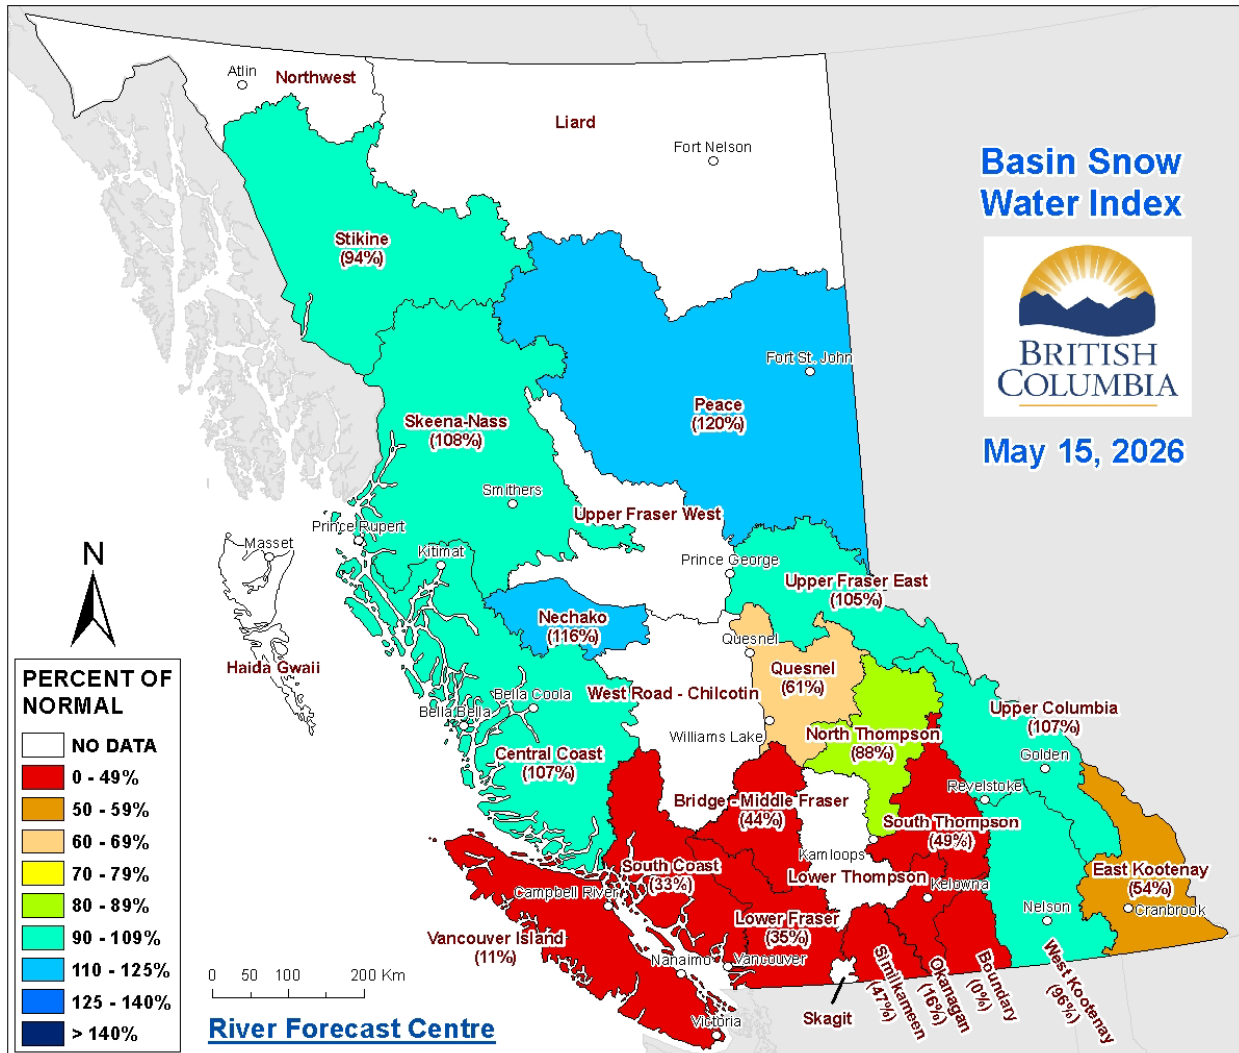 Atlin
Northwest
Liard
Fort Nelson
Basin Snow
Water Index
BRITISH
COLUMBIA
May 15, 2026
Stikine
(94%)
Fort St. John
Peace
(120%)
Skeena-Nass
(108%)
Smithers
Upper Fraser West
Prince Rupert
Masset
Kitimat
Prince George
Upper Fraser East
(105%)
N
Nechako
(116%)
Quesnel
Quesnel
(61%)
Haida Gwaii
West Road - Chilcotin
Bella Coola
Bella Bella
Williams Lake
North Thompson
(88%)
Upper Columbia
(107%)
Golden
Central Coast
(107%)
Revelstoke
Bridge - Middle Fraser
(44%)
South Thompson
(49%)
Kamloops
Lower Thompson
Kelowna
East Kootenay
(54%)
Cranbrook
South Coast
(33%)
Campbell River
Nelson
Lower Fraser
(35%)
Vancouver Island
(11%)
Nanaimo
Vancouver
Victoria
Skagit
Similkameen
(47%)
Okanagan
(16%)
Boundary
(0%)
West Kootenay
(96%)
PERCENT OF
NORMAL
NO DATA
0 - 49%
50 - 59%
60 - 69%
70 - 79%
80 - 89%
90 - 109%
110 - 125%
125 - 140%
> 140%
0 50 100 200 Km
River Forecast Centre